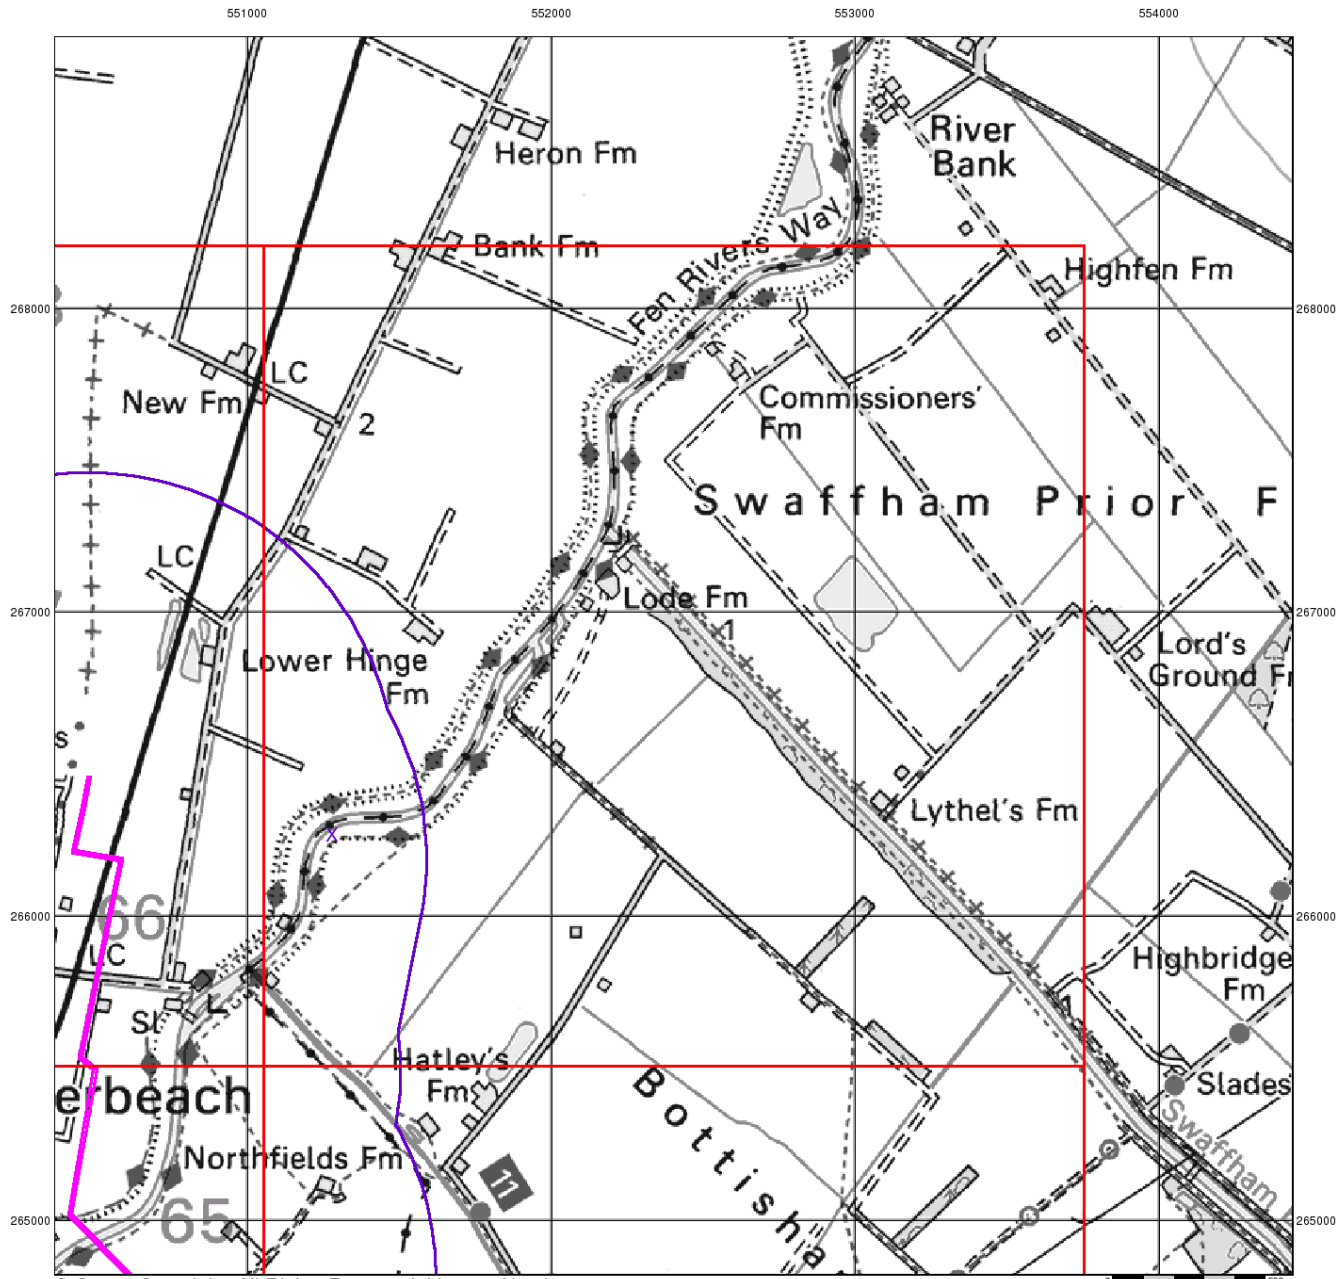 551000 552000 553000 554000
River
Bank
Heron Fm
Fen Rivers Way
Bank Fm
Highfen Fm
268000 268000
LC
New Fm
2
Commissioners'
Fm
Swaffham Prior F
LC
Lode Fm
267000 267000
1
Lord's
Ground Fr
Lower Hinge
Fm
s
Lythel's Fm
66
266000 266000
LC
Highbridge
Fm
Sl
Hatley's
Fm
erbeach
Slades
Bottisha
Swaffham
Northfields Fm
11
65
265000 265000